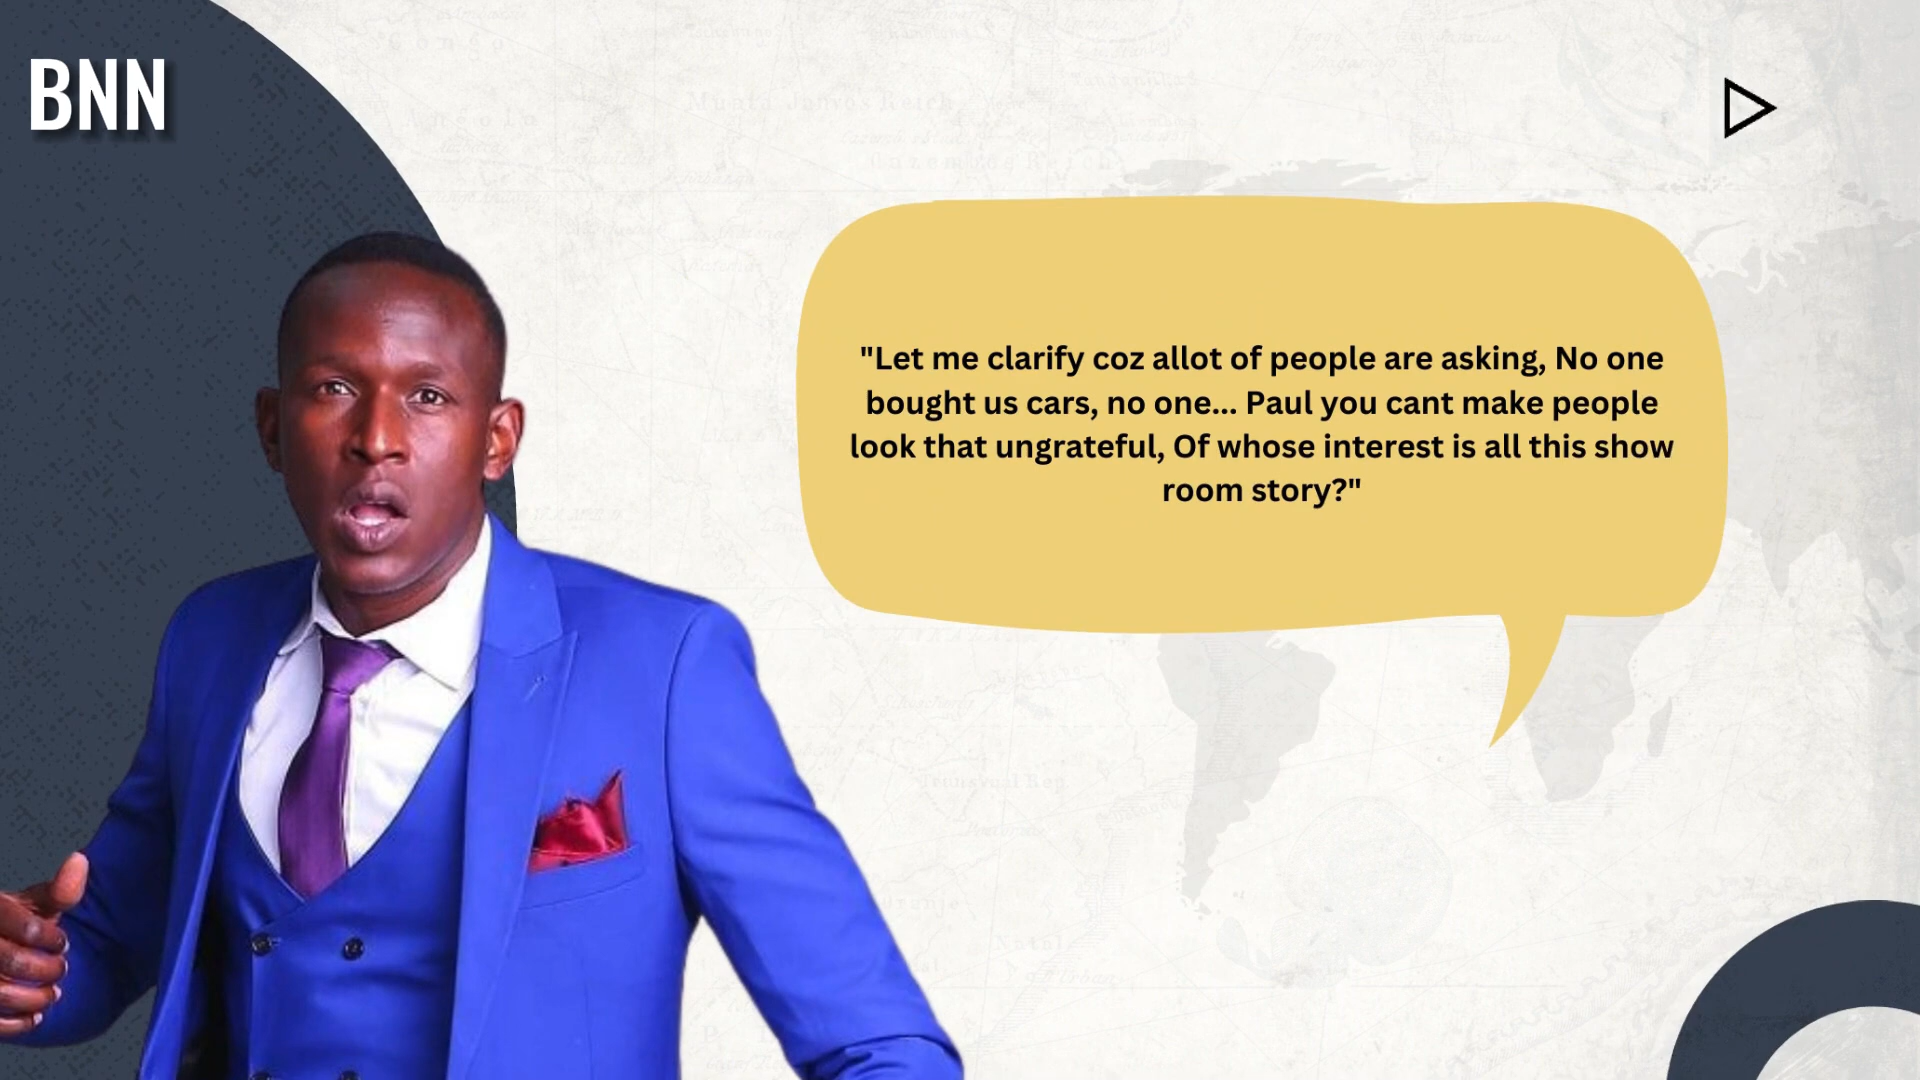 BNN
"Let me clarify coz allot of people are asking, No one
bought us cars, no one... Paul you cant make people
look that ungrateful, Of whose interest is all this show
room story?"